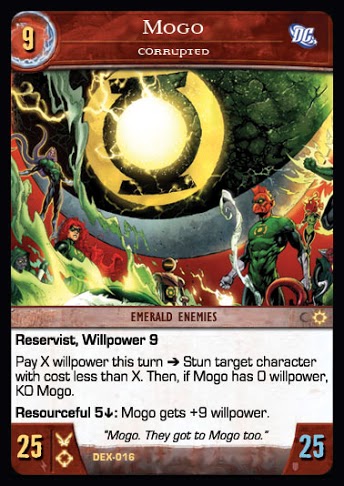 9
MOGO
CORRUPTED
DC
EMERALD ENEMIES
Reservist, Willpower 9
Pay X willpower this turn ➔ Stun target character
with cost less than X. Then, if Mogo has 0 willpower,
KO Mogo.
Resourceful 5↓: Mogo gets +9 willpower.
"Mogo. They got to Mogo too."
25
DEX-016
25